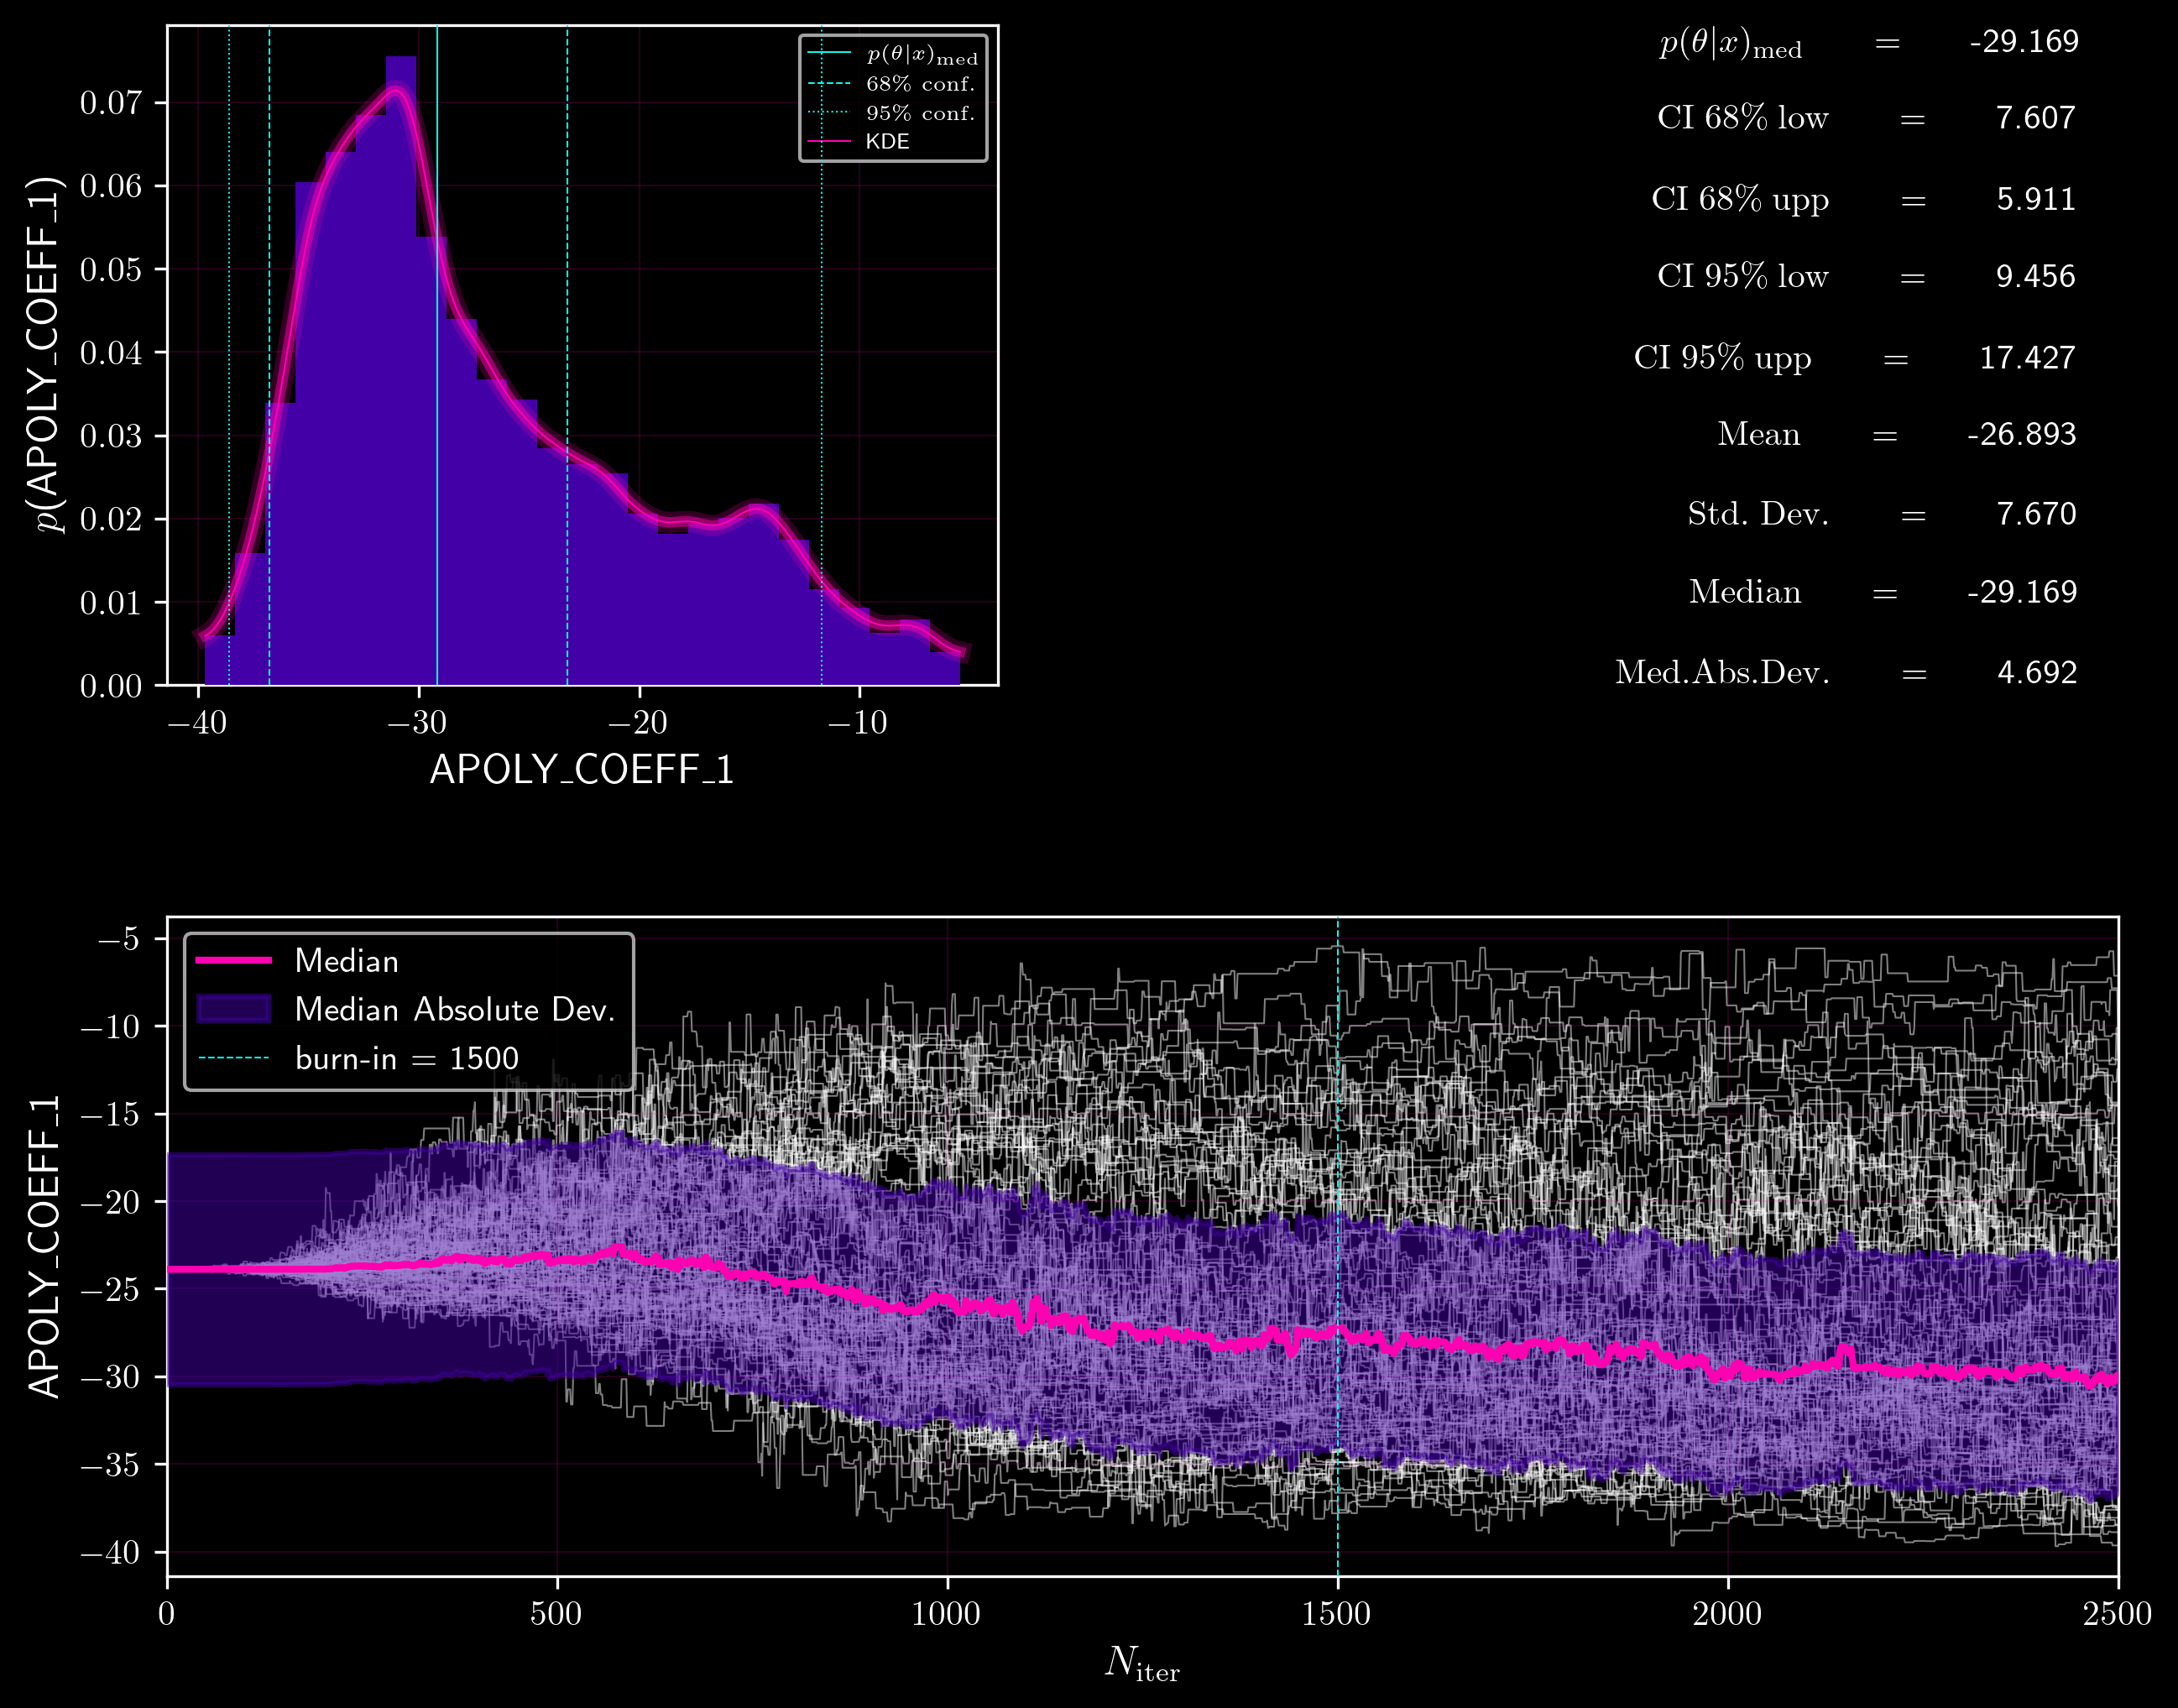 p(APOLY_COEFF_1)
0.07
0.06
0.05
0.04
0.03
0.02
0.01
0.00
−40 −30 −20 −10
APOLY_COEFF_1
p(θ|x)med
68% conf.
95% conf.
KDE
p(θ|x)med = -29.169
CI 68% low = 7.607
CI 68% upp = 5.911
CI 95% low = 9.456
CI 95% upp = 17.427
Mean = -26.893
Std. Dev. = 7.670
Median = -29.169
Med.Abs.Dev. = 4.692
APOLY_COEFF_1
−5
−10
−15
−20
−25
−30
−35
−40
Median
Median Absolute Dev.
burn-in = 1500
0 500 1000 1500 2000 2500
Niter